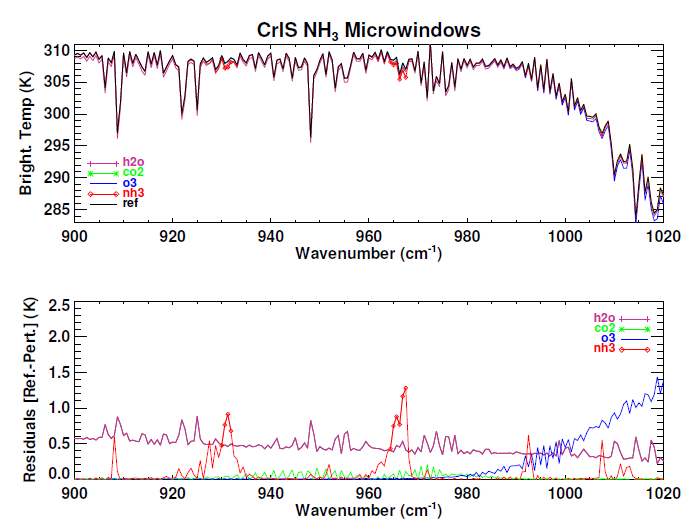 CrIS NH3 Microwindows
Bright. Temp (K)
310
305
300
295
290
285
h2o
co2
o3
nh3
ref
900 920 940 960 980 1000 1020
Wavenumber (cm-1)
Residuals [Ref.-Pert.] ( K)
2.5
2.0
1.5
1.0
0.5
0.0
h2o
co2
o3
nh3
900 920 940 960 980 1000 1020
Wavenumber (cm-1)